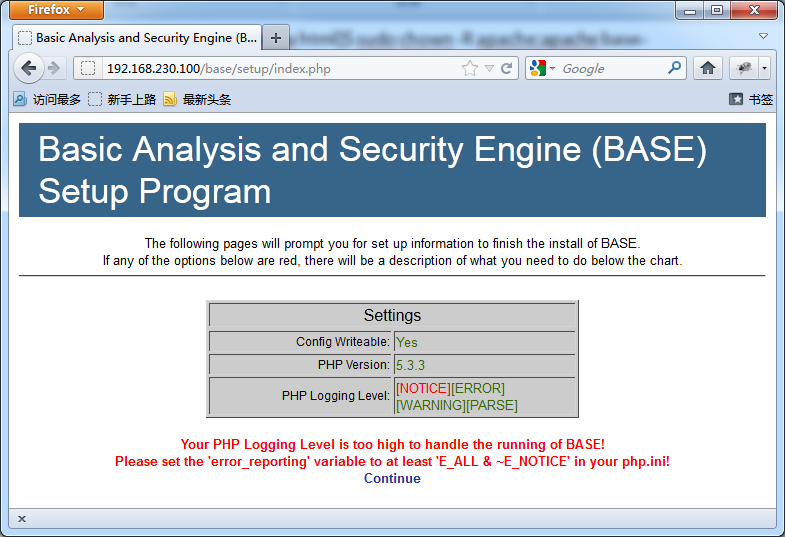 Firefox
html5 sudo chown -R apache:apache base-
Basic Analysis and Security Engine (B...
192.168.230.100/base/setup/index.php
Google
访问最多 新手上路 最新头条 书签
Basic Analysis and Security Engine (BASE)
Setup Program
The following pages will prompt you for set up information to finish the install of BASE.
If any of the options below are red, there will be a description of what you need to do below the chart.
Settings
Config Writeable: Yes
PHP Version: 5.3.3
PHP Logging Level: [NOTICE][ERROR]
[WARNING][PARSE]
Your PHP Logging Level is too high to handle the running of BASE!
Please set the 'error_reporting' variable to at least 'E_ALL & ~E_NOTICE' in your php.ini!
Continue
x